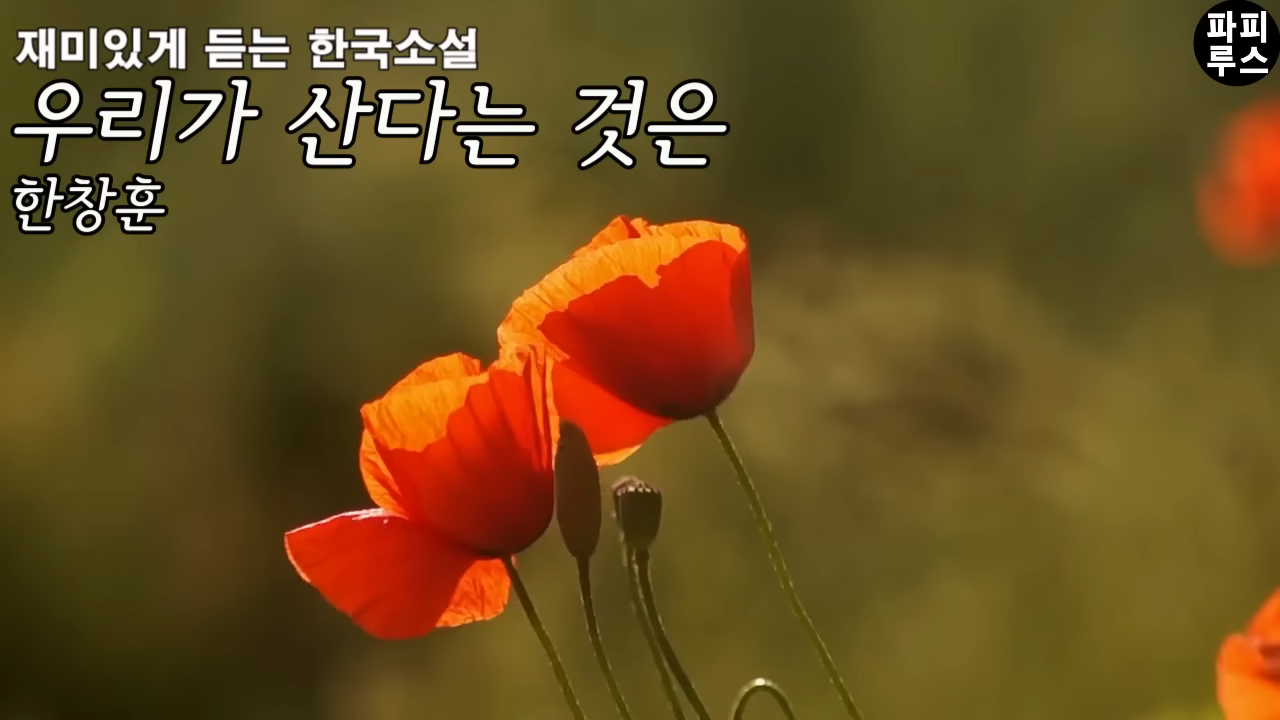 재미있게 듣는 한국소설
우리가 산다는 것은
한창훈
파피
루스